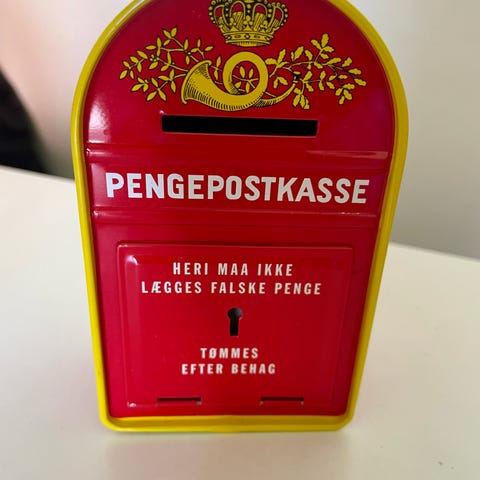 PENGEPOSTKASSE
HERI MAA IKKE
LÆGGES FALSKE PENGE
TØMMES
EFTER BEHAG